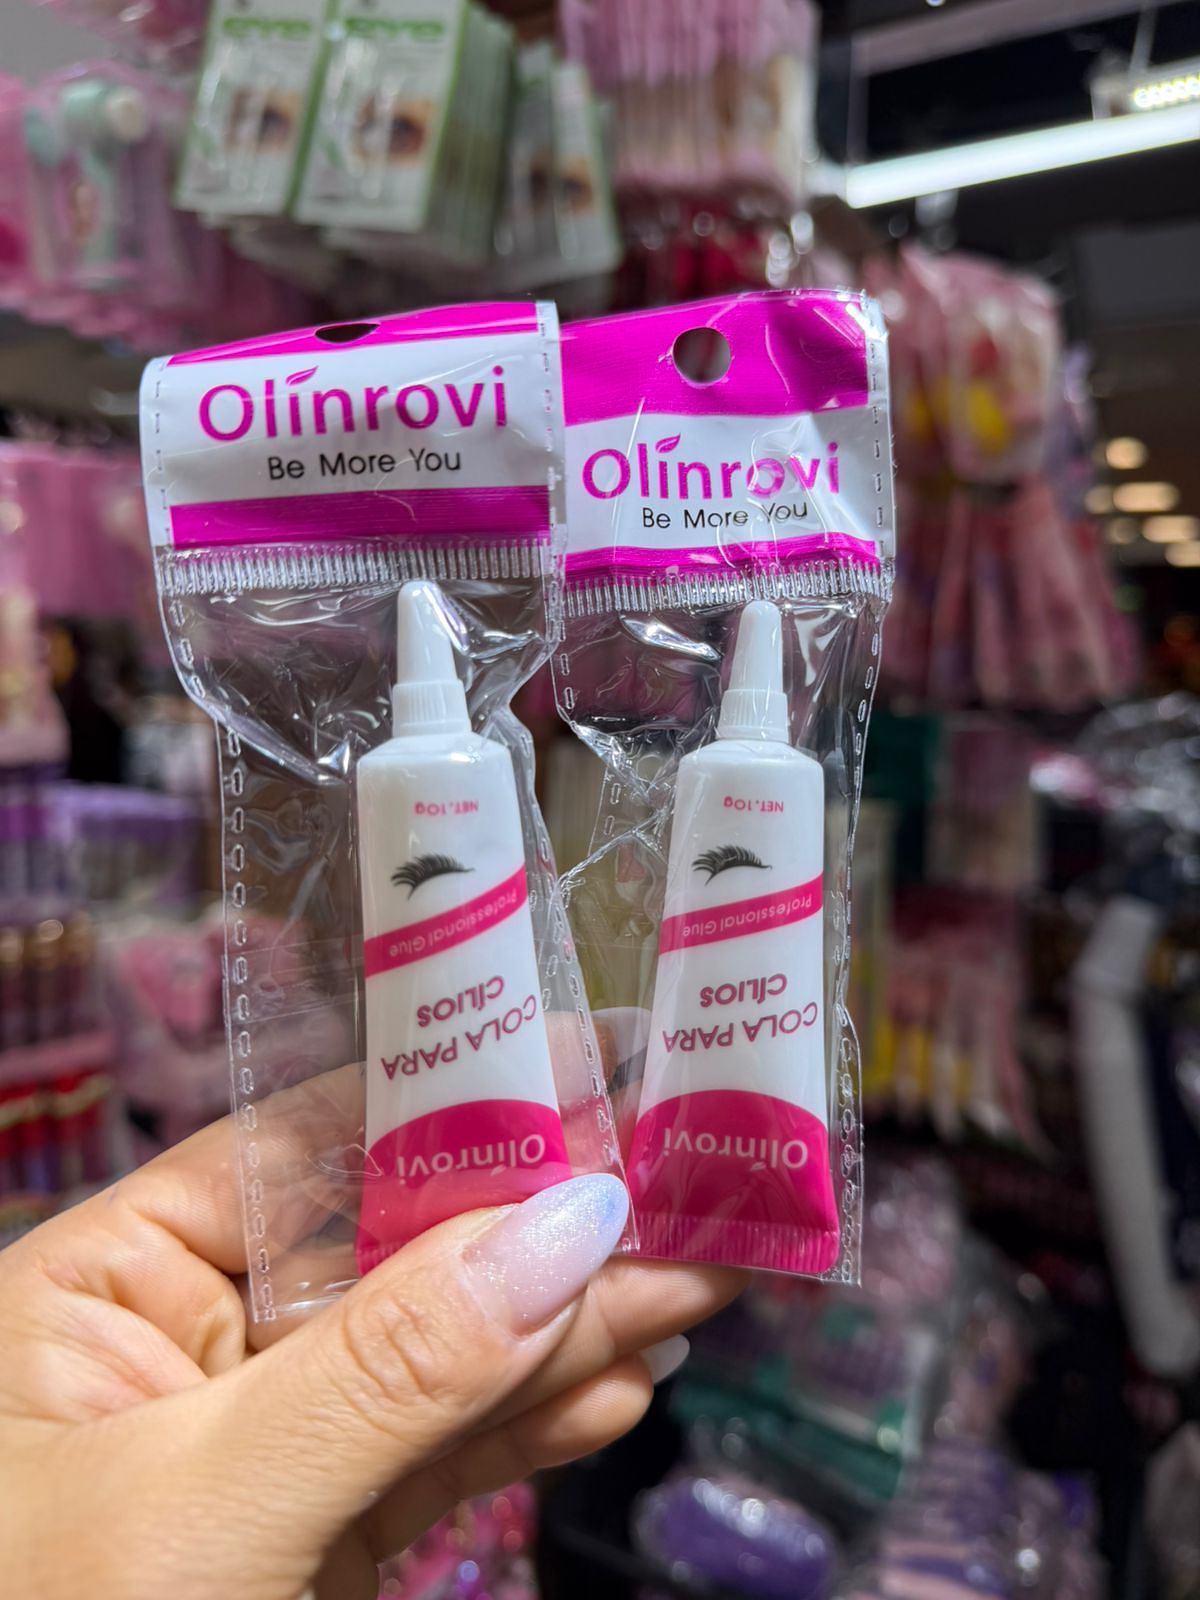 Olinrovi
Be More You
Olinrovi
Be More You
NET.10g
Professional Glue
COLA PARA
CÍLIOS
Olinrovi
NET.10g
Professional Glue
COLA PARA
CÍLIOS
Olinrovi